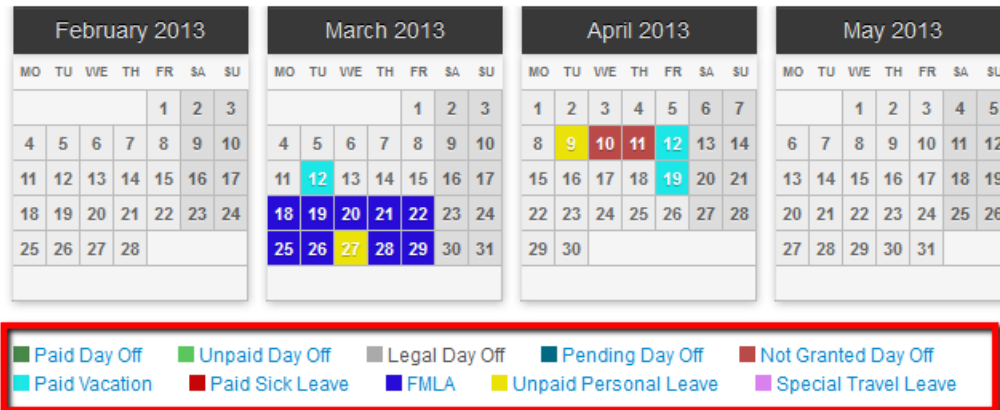 February 2013 March 2013 April 2013 May 2013
MO TU WE TH FR SA SU MO TU WE TH FR SA SU MO TU WE TH FR SA SU MO TU WE TH FR SA SU
1 2 3 1 2 3 1 2 3 4 5 6 7 1 2 3 4 5
4 5 6 7 8 9 10 4 5 6 7 8 9 10 8 9 10 11 12 13 14 6 7 8 9 10 11 12
11 12 13 14 15 16 17 11 12 13 14 15 16 17 15 16 17 18 19 20 21 13 14 15 16 17 18 19
18 19 20 21 22 23 24 18 19 20 21 22 23 24 22 23 24 25 26 27 28 20 21 22 23 24 25 26
25 26 27 28 25 26 27 28 29 30 31 29 30 27 28 29 30 31
Paid Day Off Unpaid Day Off Legal Day Off Pending Day Off Not Granted Day Off
Paid Vacation Paid Sick Leave FMLA Unpaid Personal Leave Special Travel Leave